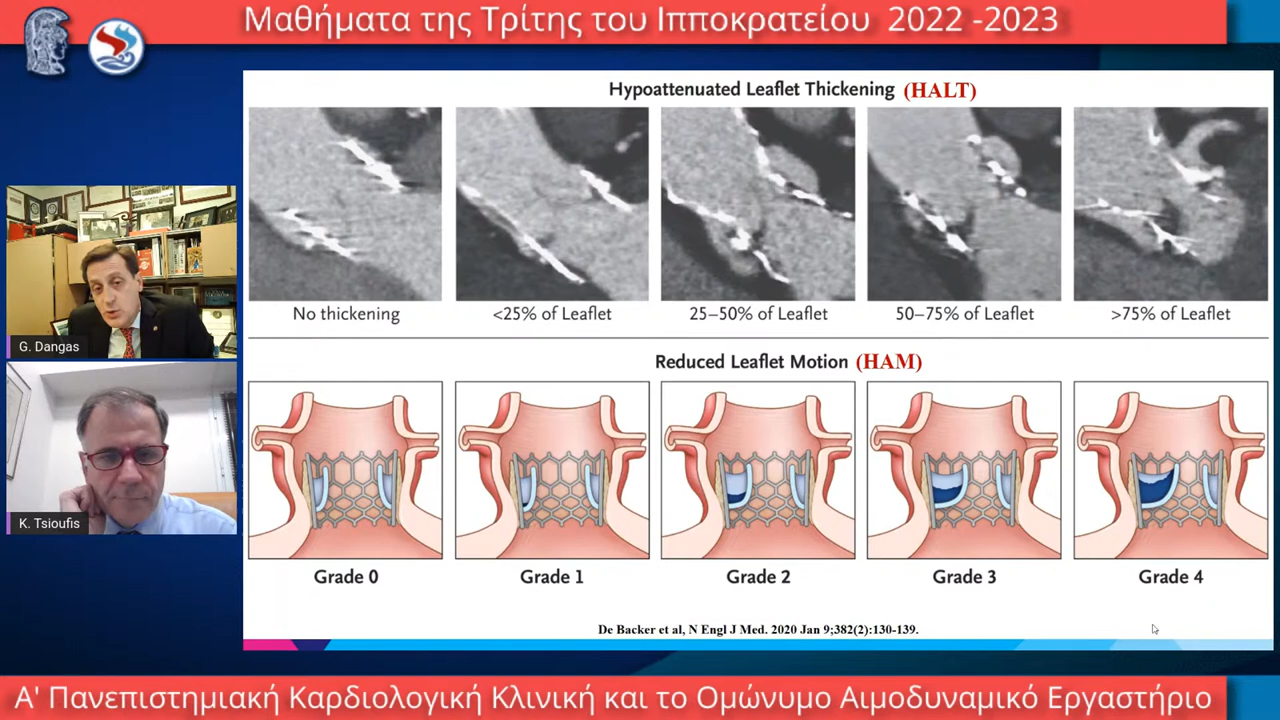 Μαθήματα της Τρίτης του Ιπποκρατείου 2022 -2023
Hypoattenuated Leaflet Thickening (HALT)
No thickening
<25% of Leaflet
25–50% of Leaflet
50–75% of Leaflet
>75% of Leaflet
Reduced Leaflet Motion (HAM)
Grade 0
Grade 1
Grade 2
Grade 3
Grade 4
De Backer et al, N Engl J Med. 2020 Jan 9;382(2):130-139.
G. Dangas
K. Tsioufis
Α' Πανεπιστημιακή Καρδιολογική Κλινική και το Ομώνυμο Αιμοδυναμικό Εργαστήριο